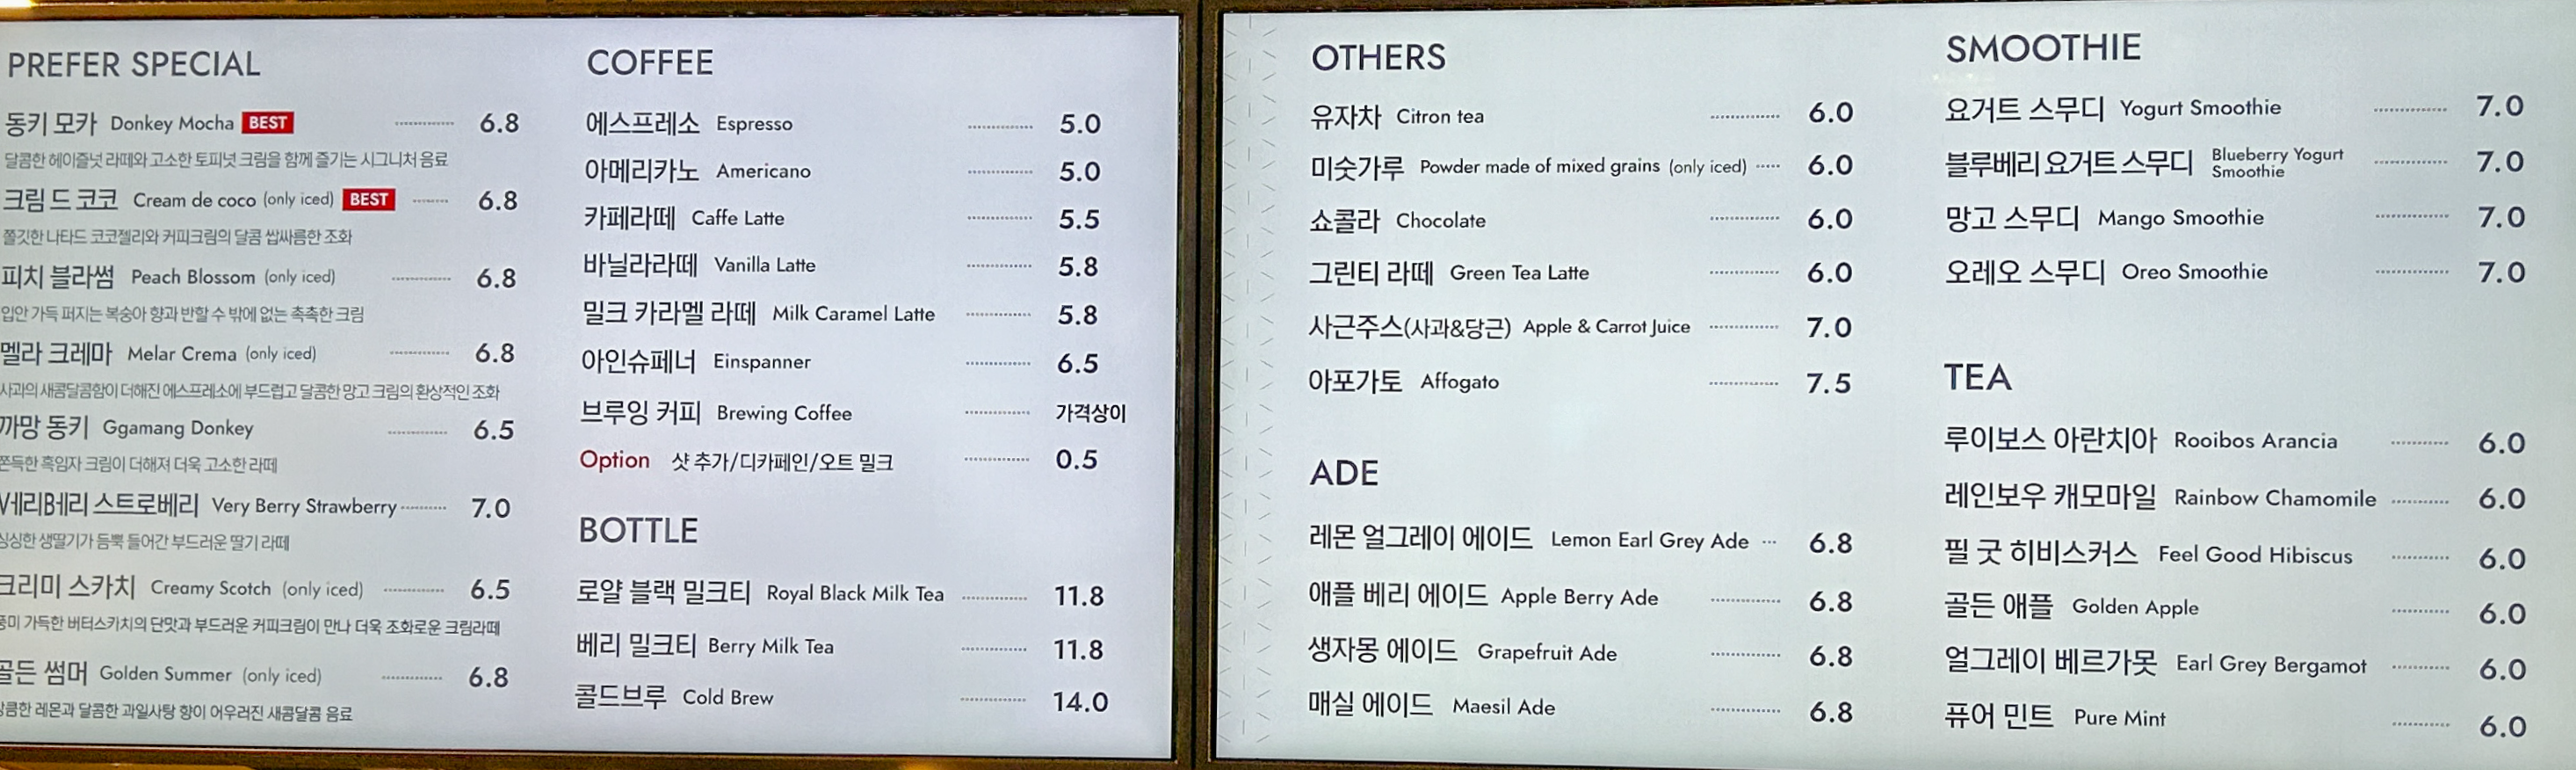 PREFER SPECIAL
동키 모카 Donkey Mocha BEST 6.8
달콤한 헤이즐넛 라떼와 고소한 토피넛 크림을 함께 즐기는 시그니처 음료
크림 드 코코 Cream de coco (only iced) BEST 6.8
쫄깃한 나타드 코코젤리와 커피크림의 달콤 쌉싸름한 조화
피치 블라썸 Peach Blossom (only iced) 6.8
입안 가득 퍼지는 복숭아 향과 반할 수 밖에 없는 촉촉한 크림
멜라 크레마 Melar Crema (only iced) 6.8
사과의 새콤달콤함이 더해진 에스프레소에 부드럽고 달콤한 망고 크림의 환상적인 조화
까망 동키 Ggamang Donkey 6.5
쫀득한 흑임자 크림이 더해져 더욱 고소한 라떼
V베리B베리 스트로베리 Very Berry Strawberry 7.0
싱싱한 생딸기가 듬뿍 들어간 부드러운 딸기 라떼
크리미 스카치 Creamy Scotch (only iced) 6.5
풍미 가득한 버터스카치의 단맛과 부드러운 커피크림이 만나 더욱 조화로운 크림라떼
골든 썸머 Golden Summer (only iced) 6.8
상큼한 레몬과 달콤한 과일사탕 향이 어우러진 새콤달콤 음료
COFFEE
에스프레소 Espresso 5.0
아메리카노 Americano 5.0
카페라떼 Caffe Latte 5.5
바닐라라떼 Vanilla Latte 5.8
밀크 카라멜 라떼 Milk Caramel Latte 5.8
아인슈페너 Einspanner 6.5
브루잉 커피 Brewing Coffee 가격상이
Option 샷 추가/디카페인/오트 밀크 0.5
BOTTLE
로얄 블랙 밀크티 Royal Black Milk Tea 11.8
베리 밀크티 Berry Milk Tea 11.8
콜드브루 Cold Brew 14.0
OTHERS
유자차 Citron tea 6.0
미숫가루 Powder made of mixed grains (only iced) 6.0
쇼콜라 Chocolate 6.0
그린티 라떼 Green Tea Latte 6.0
사근주스(사과&당근) Apple & Carrot Juice 7.0
아포가토 Affogato 7.5
ADE
레몬 얼그레이 에이드 Lemon Earl Grey Ade 6.8
애플 베리 에이드 Apple Berry Ade 6.8
생자몽 에이드 Grapefruit Ade 6.8
매실 에이드 Maesil Ade 6.8
SMOOTHIE
요거트 스무디 Yogurt Smoothie 7.0
블루베리 요거트 스무디 Blueberry Yogurt Smoothie 7.0
망고 스무디 Mango Smoothie 7.0
오레오 스무디 Oreo Smoothie 7.0
TEA
루이보스 아란치아 Rooibos Arancia 6.0
레인보우 캐모마일 Rainbow Chamomile 6.0
필 굿 히비스커스 Feel Good Hibiscus 6.0
골든 애플 Golden Apple 6.0
얼그레이 베르가못 Earl Grey Bergamot 6.0
퓨어 민트 Pure Mint 6.0